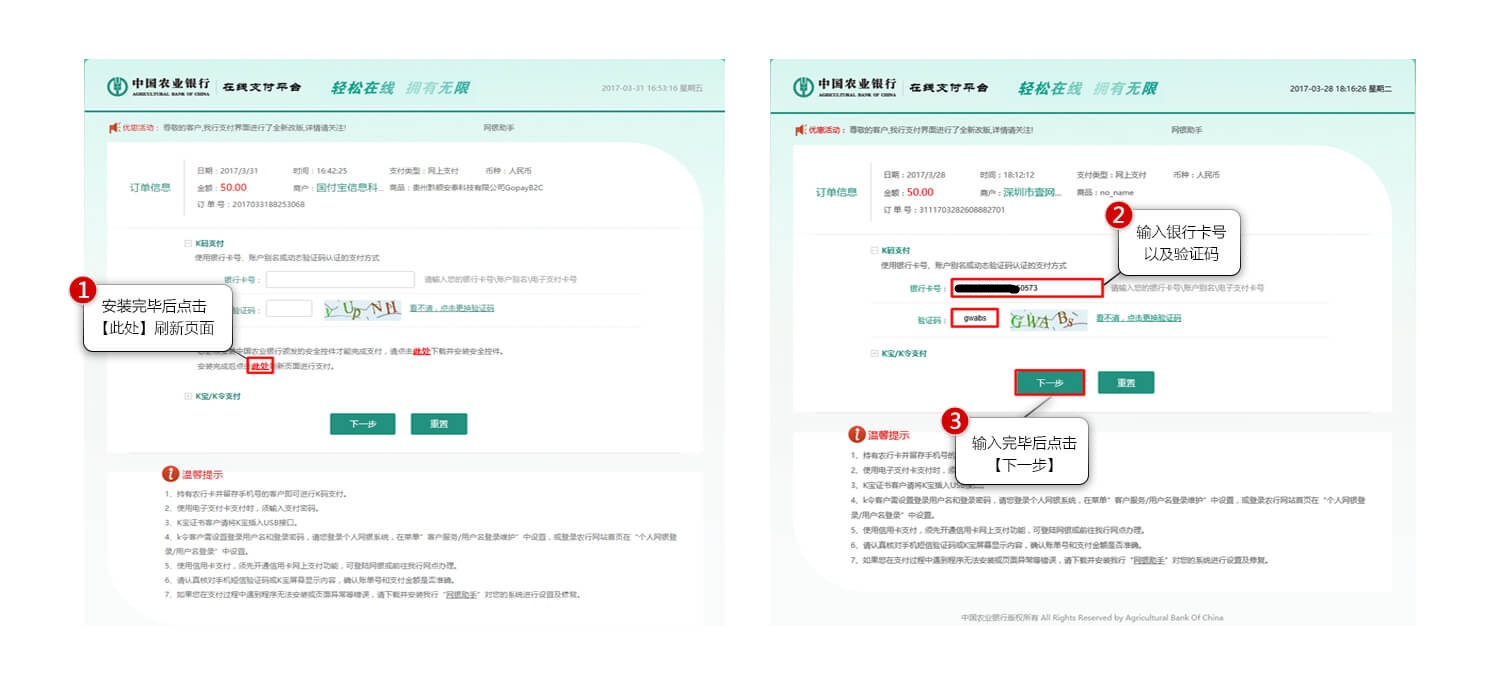 中国农业银行
AGRICULTURAL BANK OF CHINA
在线支付平台
轻松在线 拥有无限
2017-03-31 16:53:16 星期五
优惠活动：尊敬的客户,我行支付界面进行了全新改版,详情请关注!
网银助手
订单信息
日期：2017/3/31 时间：16:42:25 支付类型：网上支付 币种：人民币
金额：50.00 商户：国付宝信息科... 商品：贵州黔顺安泰科技有限公司GopayB2C
订 单 号：2017033188253068
K码支付
使用银行卡号、账户别名或动态验证码认证的支付方式
银行卡号： 请输入您的银行卡号\账户别名\电子支付卡号
验证码： yUpNH 看不清，点击更换验证码
1
安装完毕后点击
【此处】刷新页面
中国农业银行颁发的安全控件才能完成支付，请点击此处下载并安装安全控件。
安装完成后点击此处刷新页面进行支付。
K宝/K令支付
下一步 重置
温馨提示
1、持有农行卡并留存手机号的客户即可进行K码支付。
2、使用电子支付卡支付时，须输入支付密码。
3、K宝证书客户请将K宝插入USB接口。
4、k令客户需设置登录用户名和登录密码，请您登录个人网银系统，在菜单“客户服务/用户名登录维护”中设置，或登录农行网站首页在“个人网银登
录/用户名登录”中设置。
5、使用信用卡支付，须先开通信用卡网上支付功能，可登陆网银或前往我行网点办理。
6、请认真核对手机短信验证码或K宝屏幕显示内容，确认账单号和支付金额是否准确。
7、如果您在支付过程中遇到程序无法安装或页面异常等错误，请下载并安装我行“网银助手”对您的系统进行设置及修复。
中国农业银行
AGRICULTURAL BANK OF CHINA
在线支付平台
轻松在线 拥有无限
2017-03-28 18:16:26 星期二
优惠活动：尊敬的客户,我行支付界面进行了全新改版,详情请关注!
网银助手
订单信息
日期：2017/3/28 时间：18:12:12 支付类型：网上支付 币种：人民币
金额：50.00 商户：深圳市壹网... 商品：no_name
订 单 号：3111703282608882701
2
输入银行卡号
以及验证码
K码支付
使用银行卡号、账户别名或动态验证码认证的支付方式
银行卡号： 50573 请输入您的银行卡号\账户别名\电子支付卡号
验证码： gwabs GWABs 看不清，点击更换验证码
K宝/K令支付
下一步 重置
3
输入完毕后点击
【下一步】
温馨提示
1、持有农行卡并留存手机号的
2、使用电子支付卡支付时，须
3、K宝证书客户请将K宝插入USB接口。
4、k令客户需设置登录用户名和登录密码，请您登录个人网银系统，在菜单“客户服务/用户名登录维护”中设置，或登录农行网站首页在“个人网银登
录/用户名登录”中设置。
5、使用信用卡支付，须先开通信用卡网上支付功能，可登陆网银或前往我行网点办理。
6、请认真核对手机短信验证码或K宝屏幕显示内容，确认账单号和支付金额是否准确。
7、如果您在支付过程中遇到程序无法安装或页面异常等错误，请下载并安装我行“网银助手”对您的系统进行设置及修复。
中国农业银行版权所有 All Rights Reserved by Agricultural Bank Of China